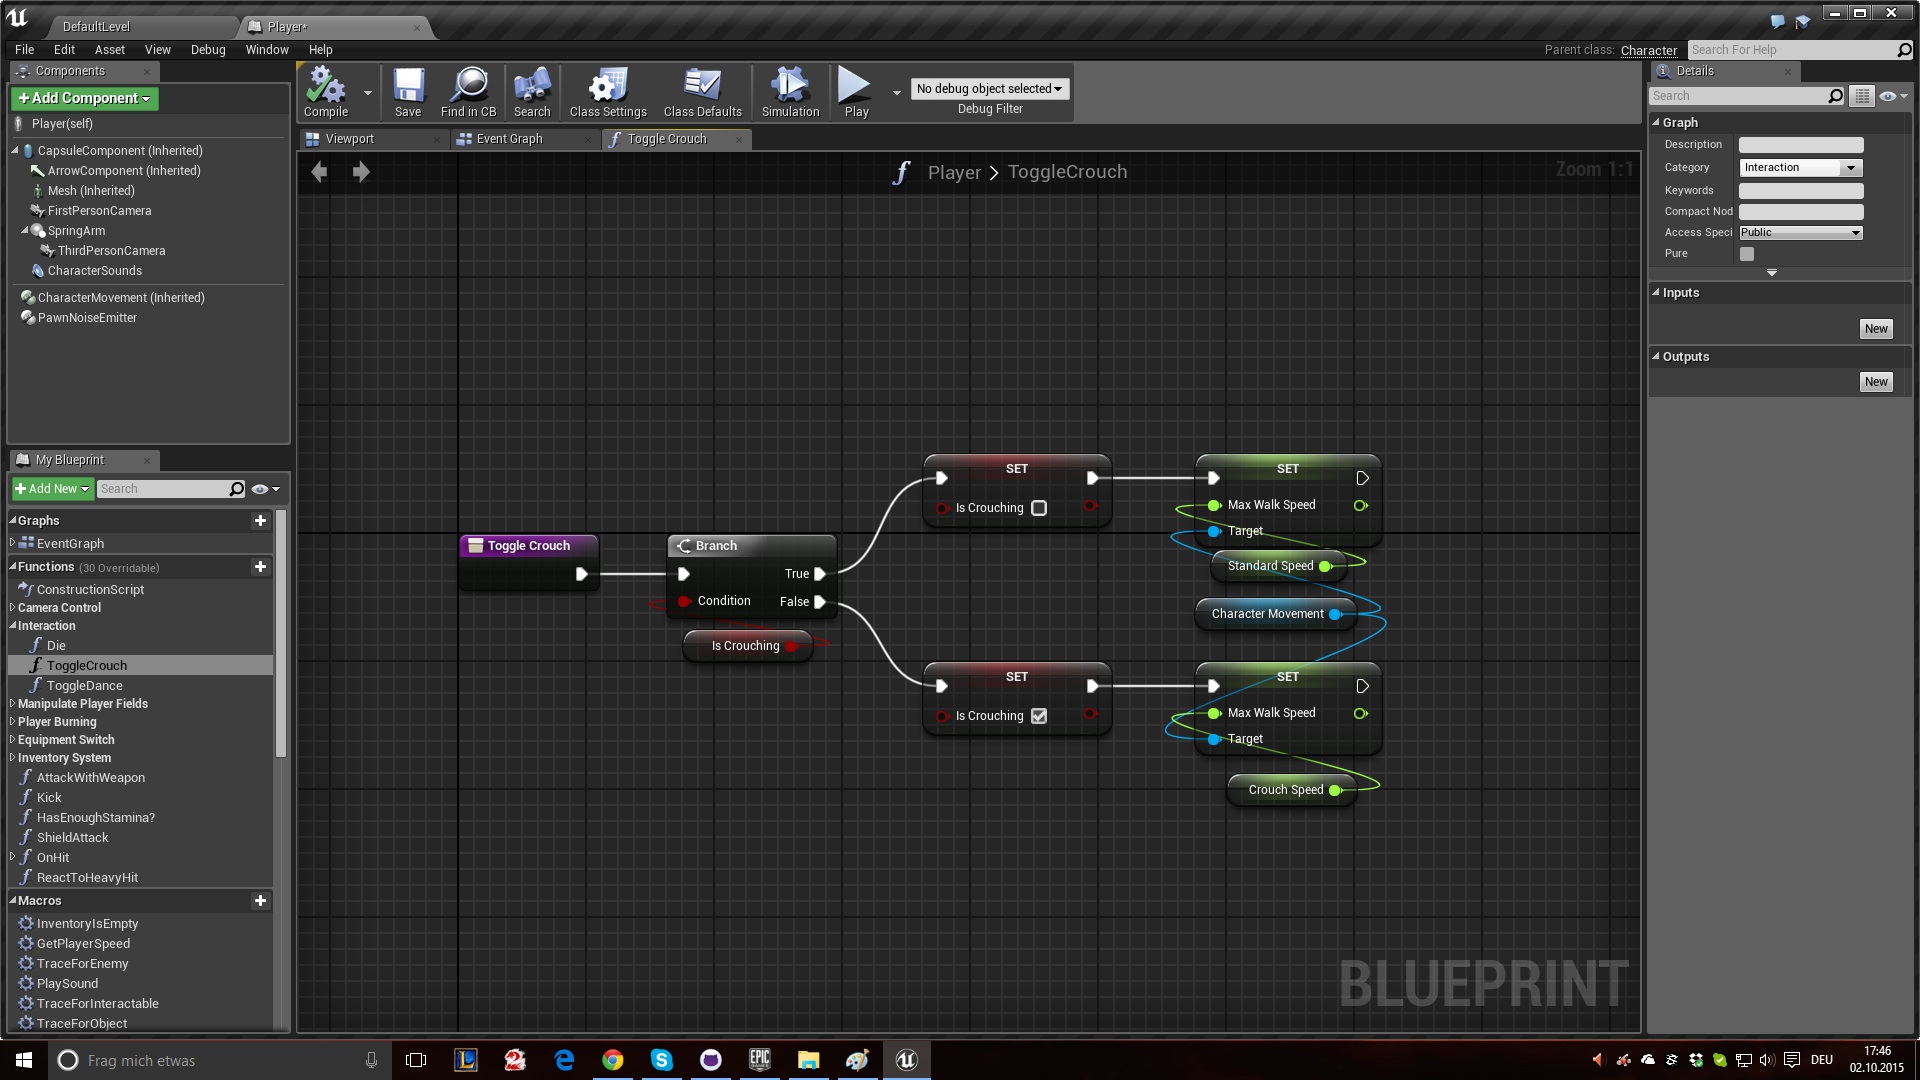 DefaultLevel
Player*
File Edit Asset View Debug Window Help
Parent class: Character
Search For Help
Components
+Add Component
Player(self)
CapsuleComponent (Inherited)
ArrowComponent (Inherited)
Mesh (Inherited)
FirstPersonCamera
SpringArm
ThirdPersonCamera
CharacterSounds
CharacterMovement (Inherited)
PawnNoiseEmitter
Compile
Save
Find in CB
Search
Class Settings
Class Defaults
Simulation
Play
No debug object selected
Debug Filter
Viewport
Event Graph
Toggle Crouch
Player > ToggleCrouch
Zoom 1:1
Toggle Crouch
Branch
True
Condition
False
Is Crouching
SET
Is Crouching
SET
Max Walk Speed
Target
Standard Speed
Character Movement
SET
Is Crouching
SET
Max Walk Speed
Target
Crouch Speed
BLUEPRINT
My Blueprint
+Add New
Search
Graphs
EventGraph
Functions (30 Overridable)
ConstructionScript
Camera Control
Interaction
Die
ToggleCrouch
ToggleDance
Manipulate Player Fields
Player Burning
Equipment Switch
Inventory System
AttackWithWeapon
Kick
HasEnoughStamina?
ShieldAttack
OnHit
ReactToHeavyHit
Macros
InventoryIsEmpty
GetPlayerSpeed
TraceForEnemy
PlaySound
TraceForInteractable
TraceForObject
Details
Search
Graph
Description
Category Interaction
Keywords
Compact Nod
Access Speci Public
Pure
Inputs
New
Outputs
New
Frag mich etwas
EPIC
DEU
17:46
02.10.2015